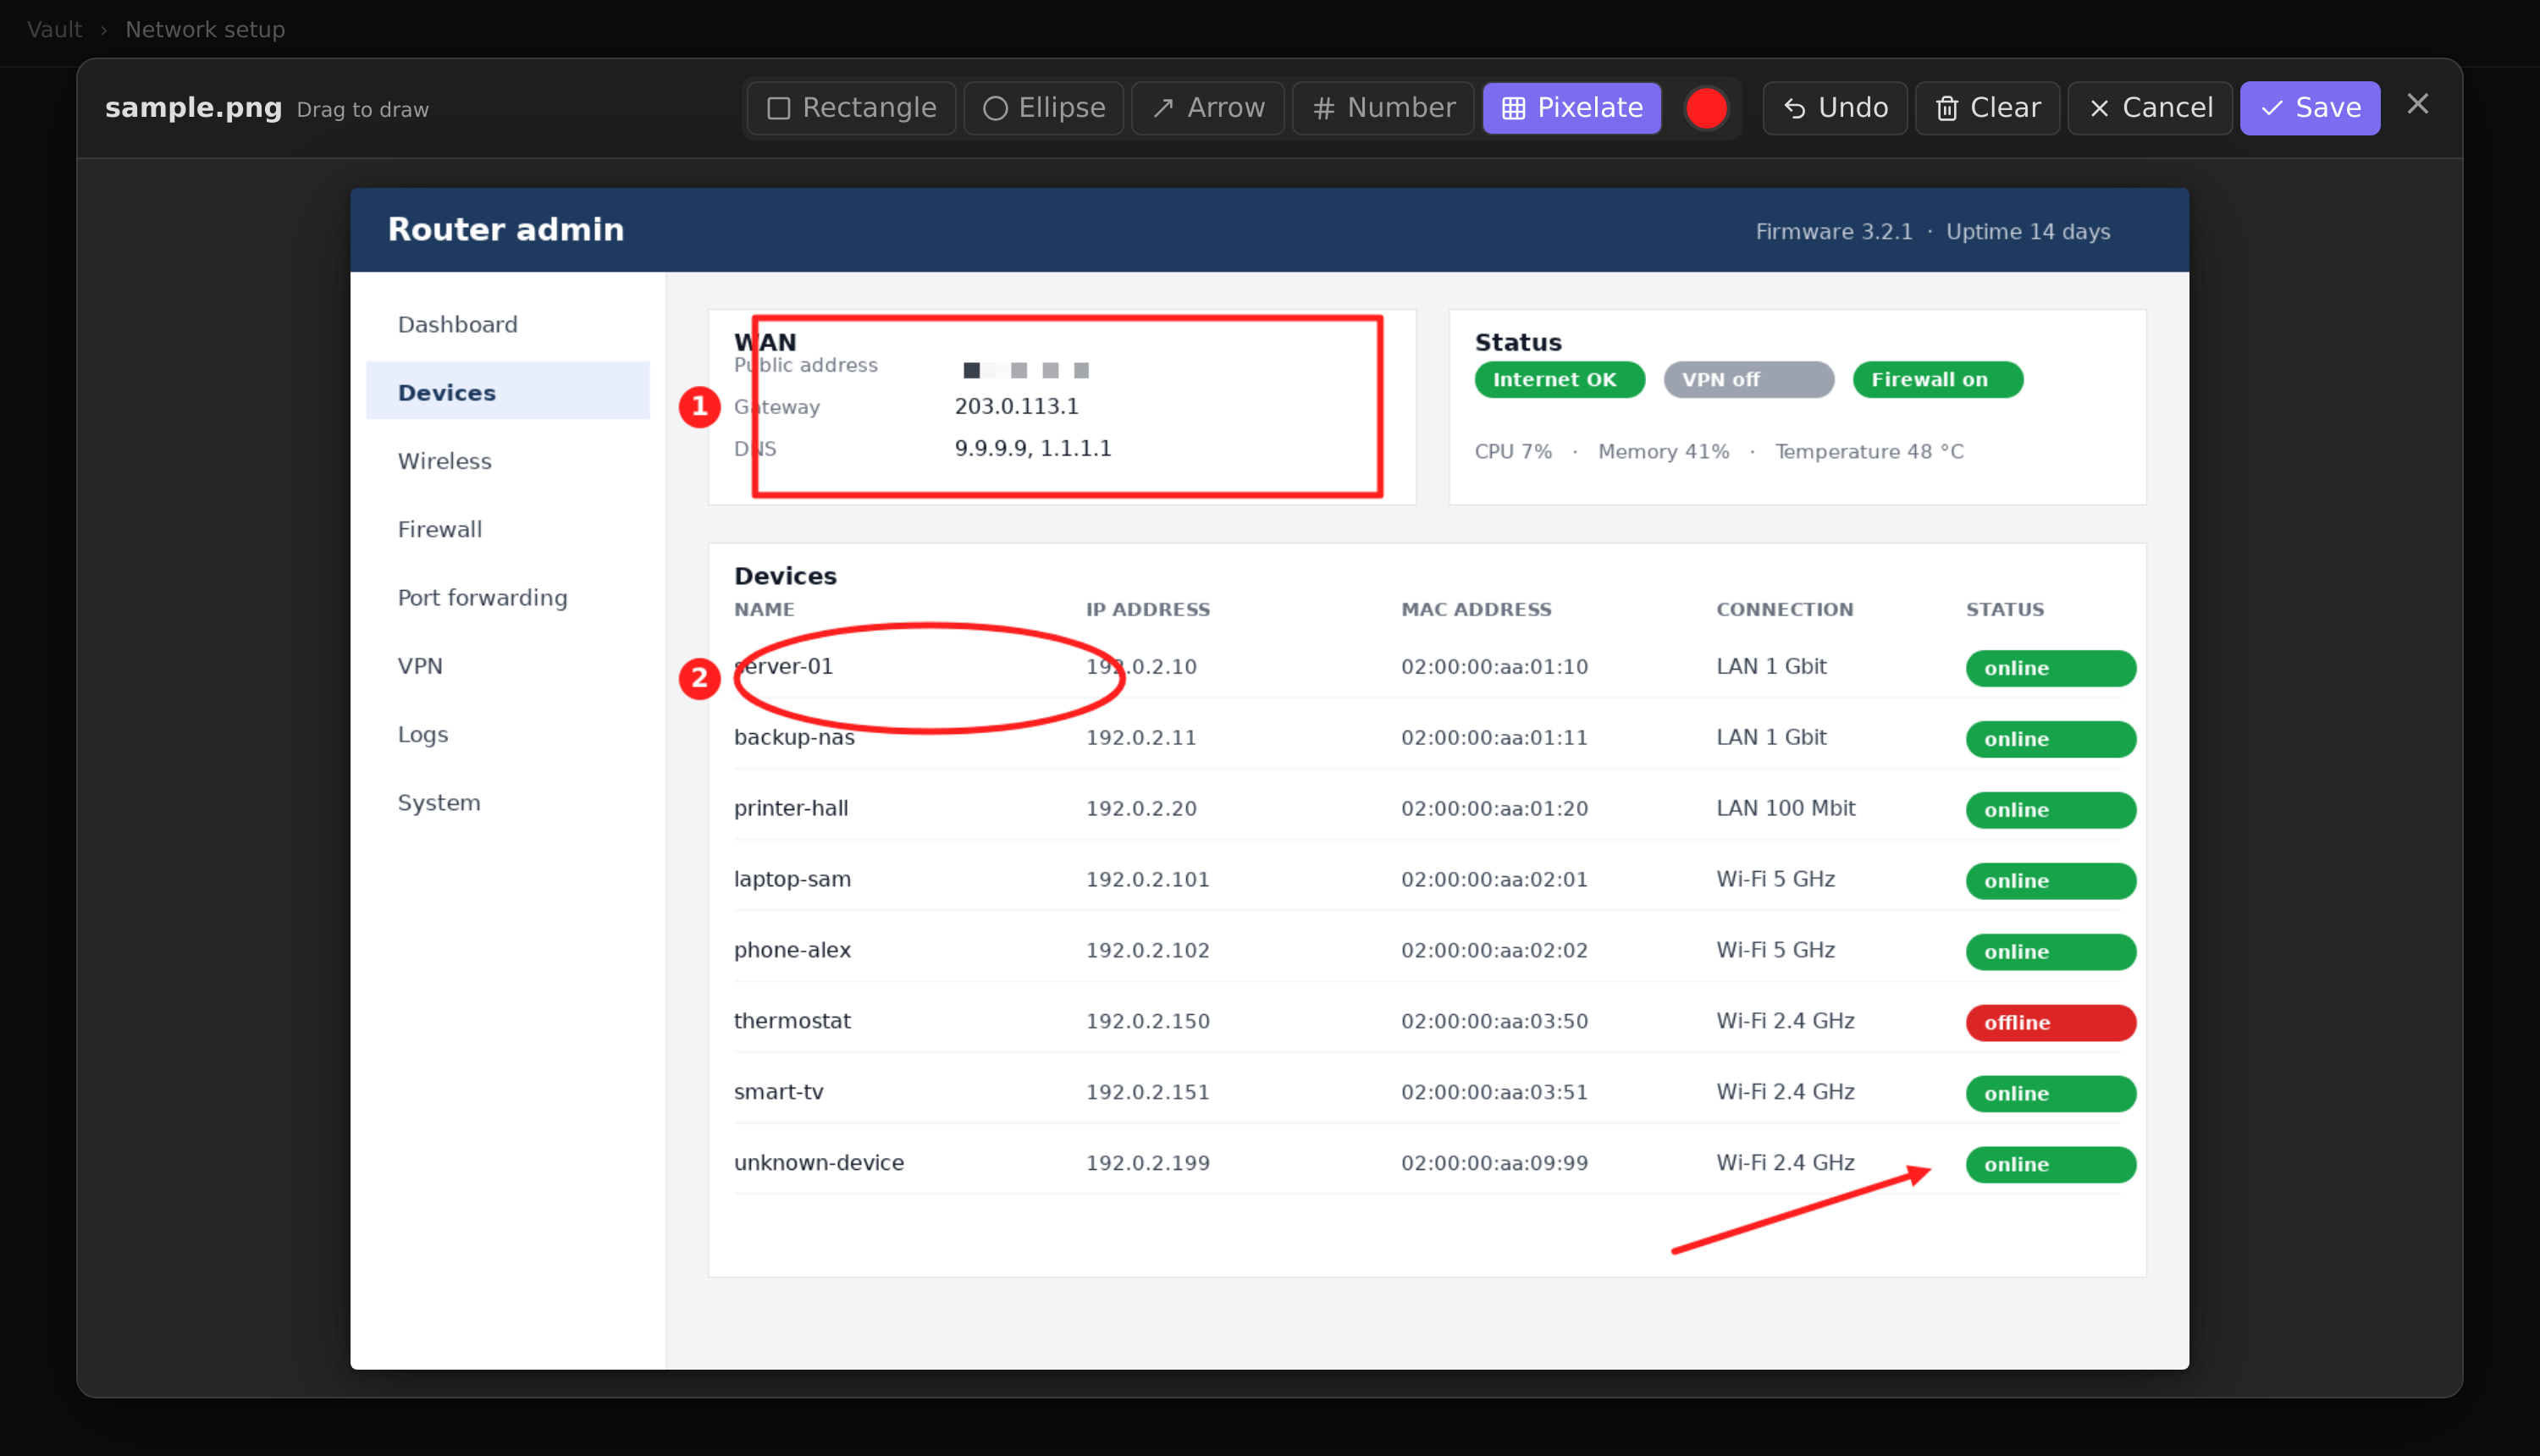 Vault › Network setup
sample.png Drag to draw
Rectangle Ellipse Arrow # Number Pixelate Undo Clear Cancel Save
Router admin
Firmware 3.2.1 · Uptime 14 days
Dashboard
Devices
Wireless
Firewall
Port forwarding
VPN
Logs
System
WAN
Public address
1
Gateway 203.0.113.1
DNS 9.9.9.9, 1.1.1.1
Status
Internet OK VPN off Firewall on
CPU 7% · Memory 41% · Temperature 48 °C
Devices
NAME IP ADDRESS MAC ADDRESS CONNECTION STATUS
2
server-01 192.0.2.10 02:00:00:aa:01:10 LAN 1 Gbit online
backup-nas 192.0.2.11 02:00:00:aa:01:11 LAN 1 Gbit online
printer-hall 192.0.2.20 02:00:00:aa:01:20 LAN 100 Mbit online
laptop-sam 192.0.2.101 02:00:00:aa:02:01 Wi-Fi 5 GHz online
phone-alex 192.0.2.102 02:00:00:aa:02:02 Wi-Fi 5 GHz online
thermostat 192.0.2.150 02:00:00:aa:03:50 Wi-Fi 2.4 GHz offline
smart-tv 192.0.2.151 02:00:00:aa:03:51 Wi-Fi 2.4 GHz online
unknown-device 192.0.2.199 02:00:00:aa:09:99 Wi-Fi 2.4 GHz online